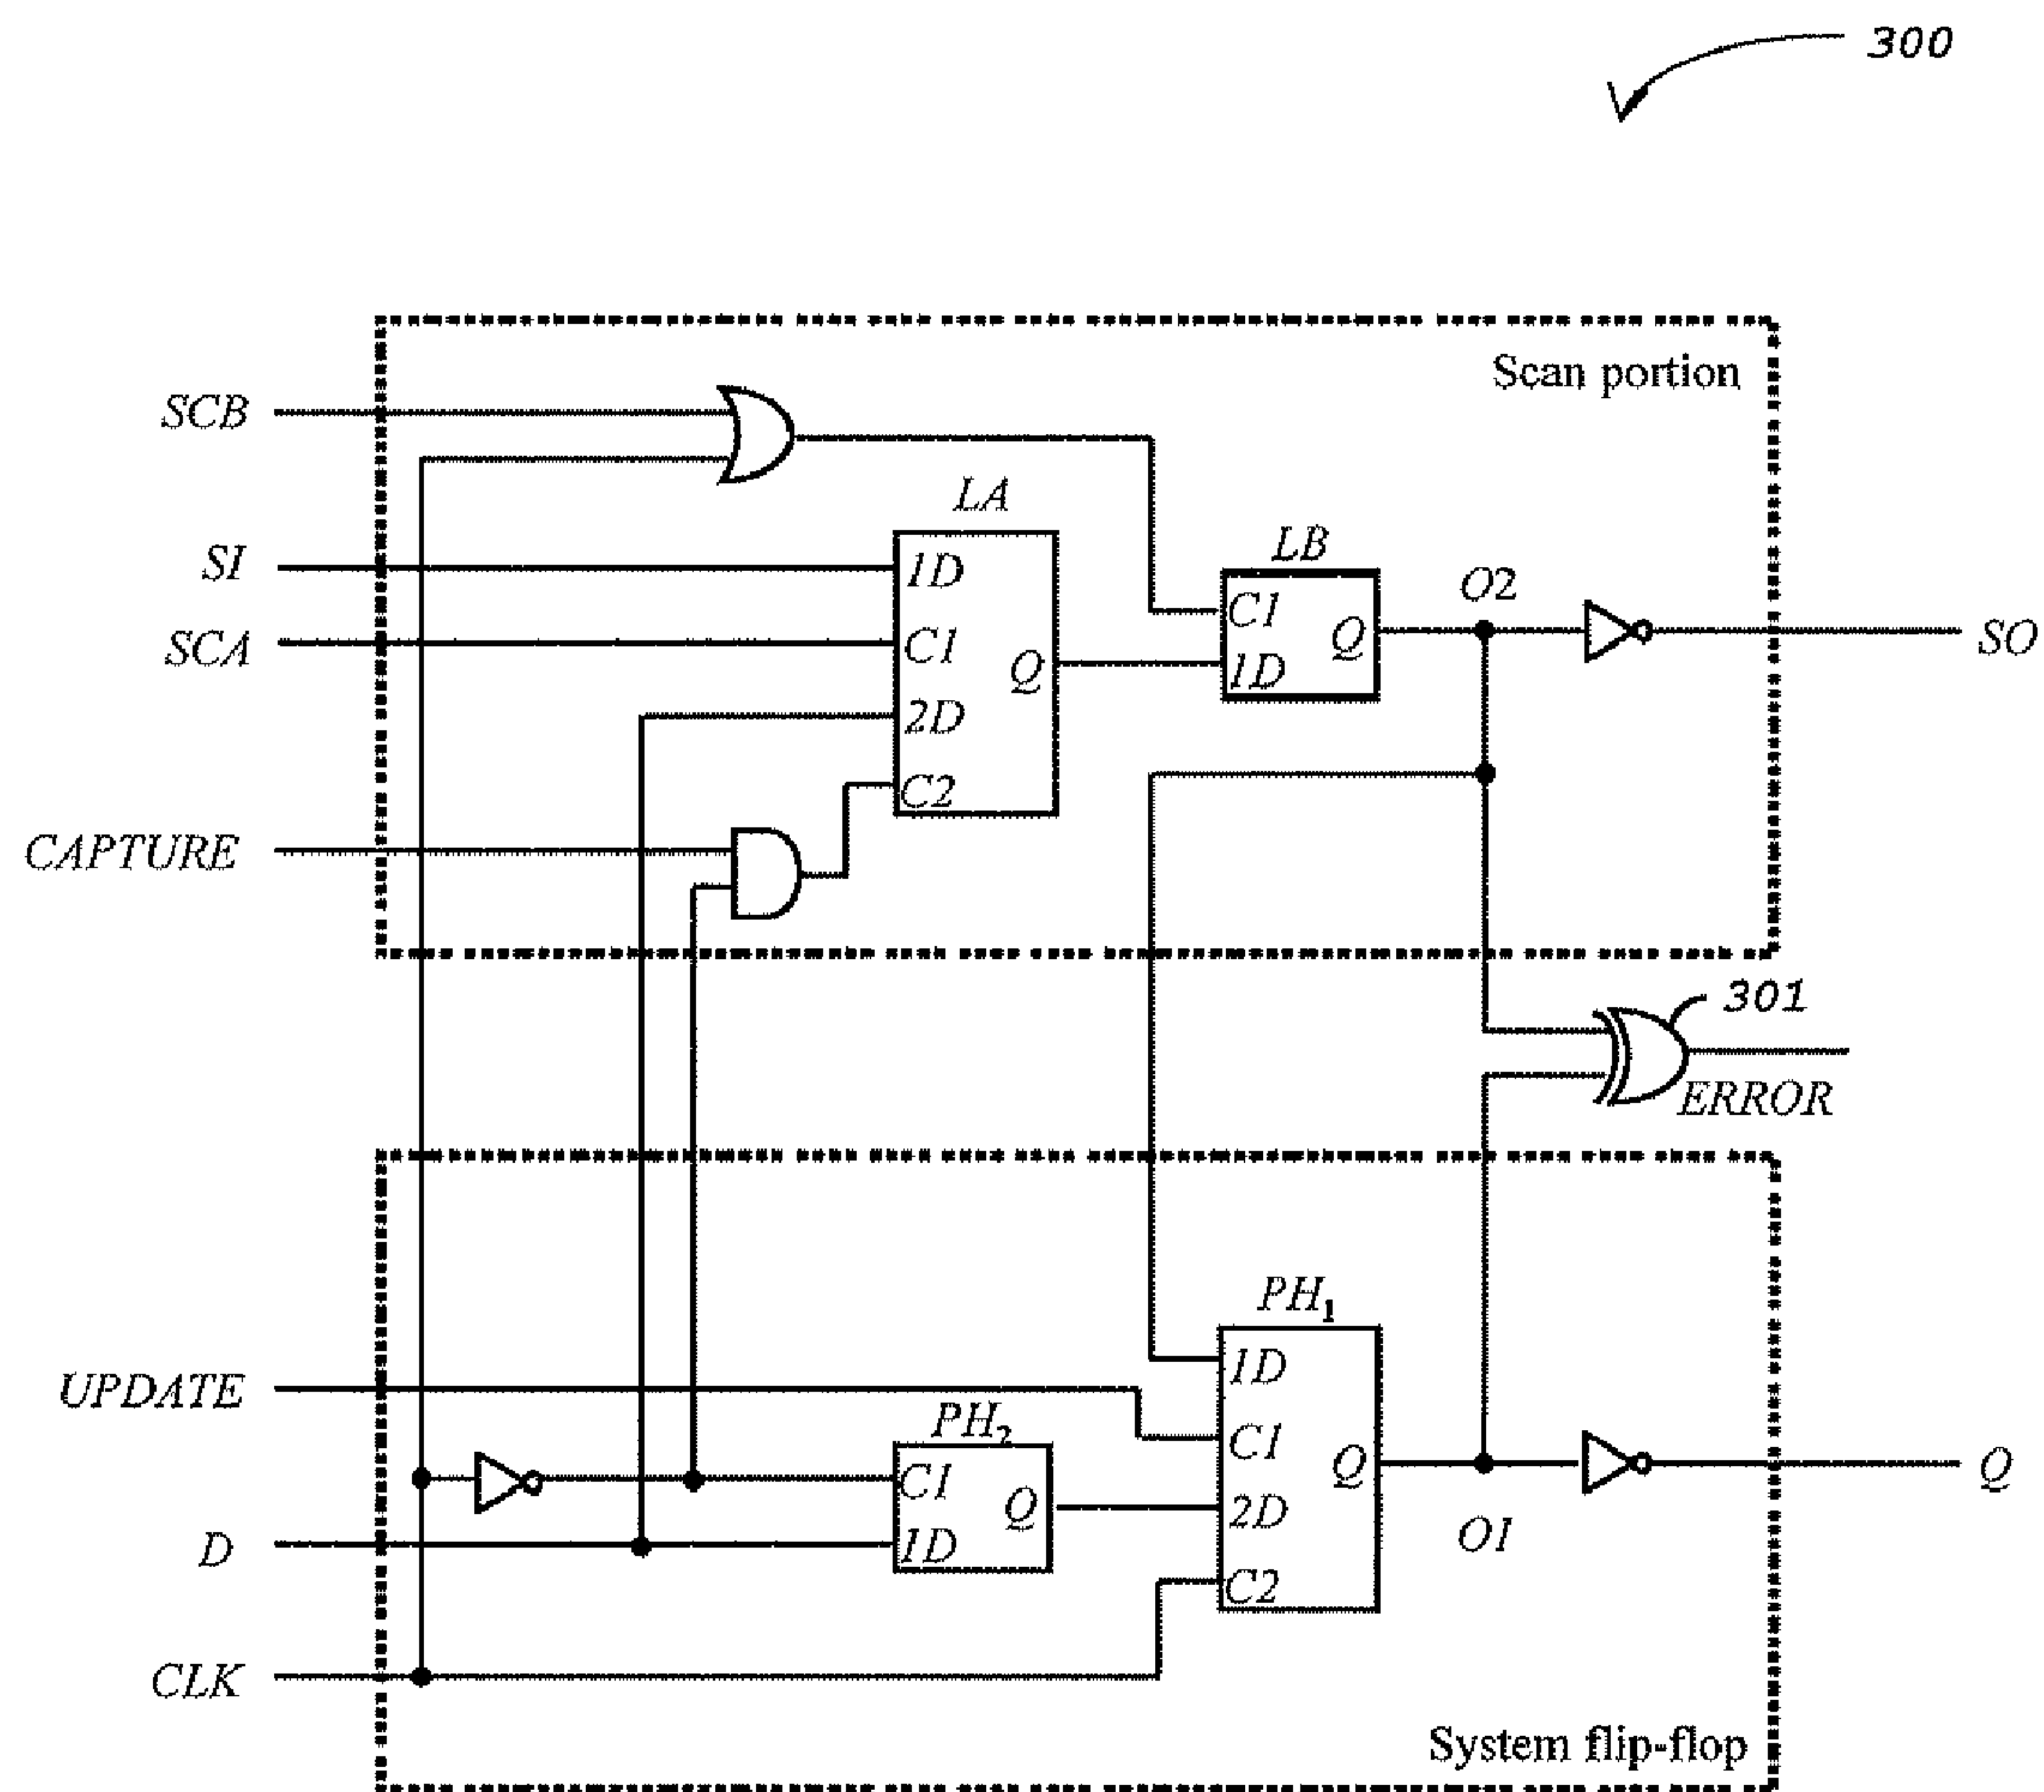 300
Scan portion
SCB
LA
SI
1D
LB
O2
SCA
C1
Q
C1
1D
Q
SO
2D
C2
CAPTURE
301
ERROR
PH1
UPDATE
1D
PH2
C1
C1
Q
1D
2D
Q
Q
D
O1
C2
CLK
System flip-flop